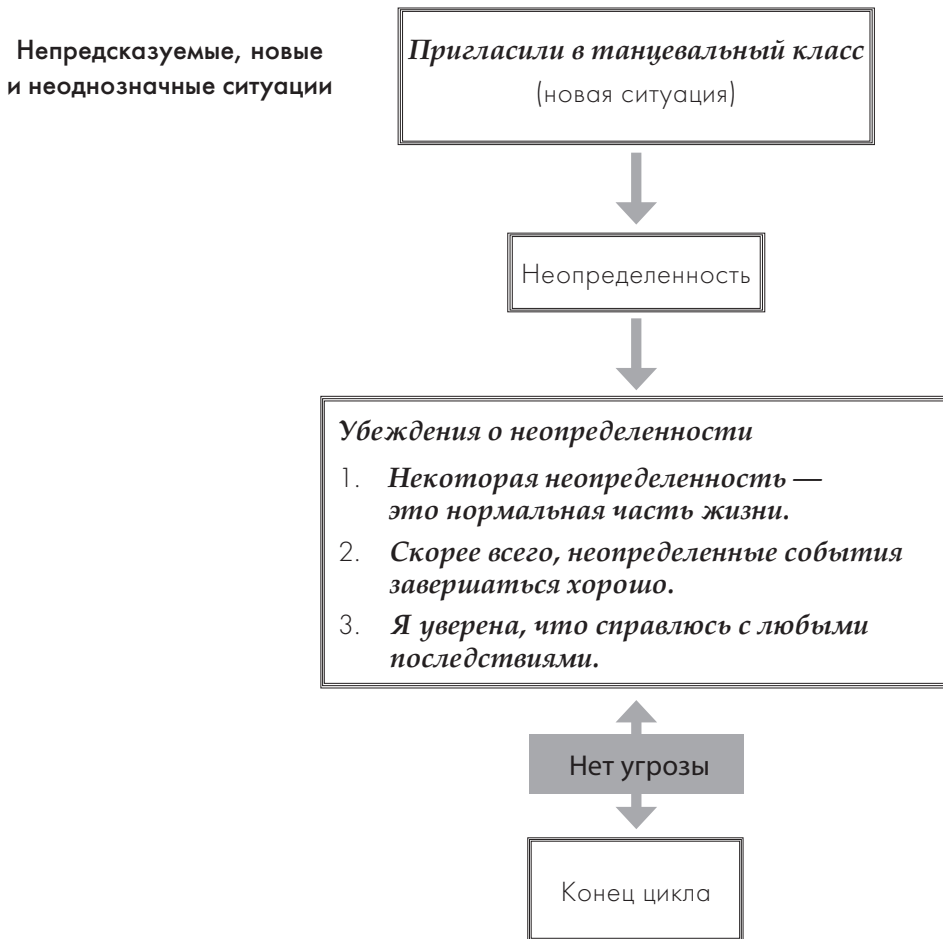 Непредсказуемые, новые
и неоднозначные ситуации
Пригласили в танцевальный класс
(новая ситуация)
Неопределенность
Убеждения о неопределенности
1. Некоторая неопределенность —
это нормальная часть жизни.
2. Скорее всего, неопределенные события
завершаться хорошо.
3. Я уверена, что справлюсь с любыми
последствиями.
Нет угрозы
Конец цикла